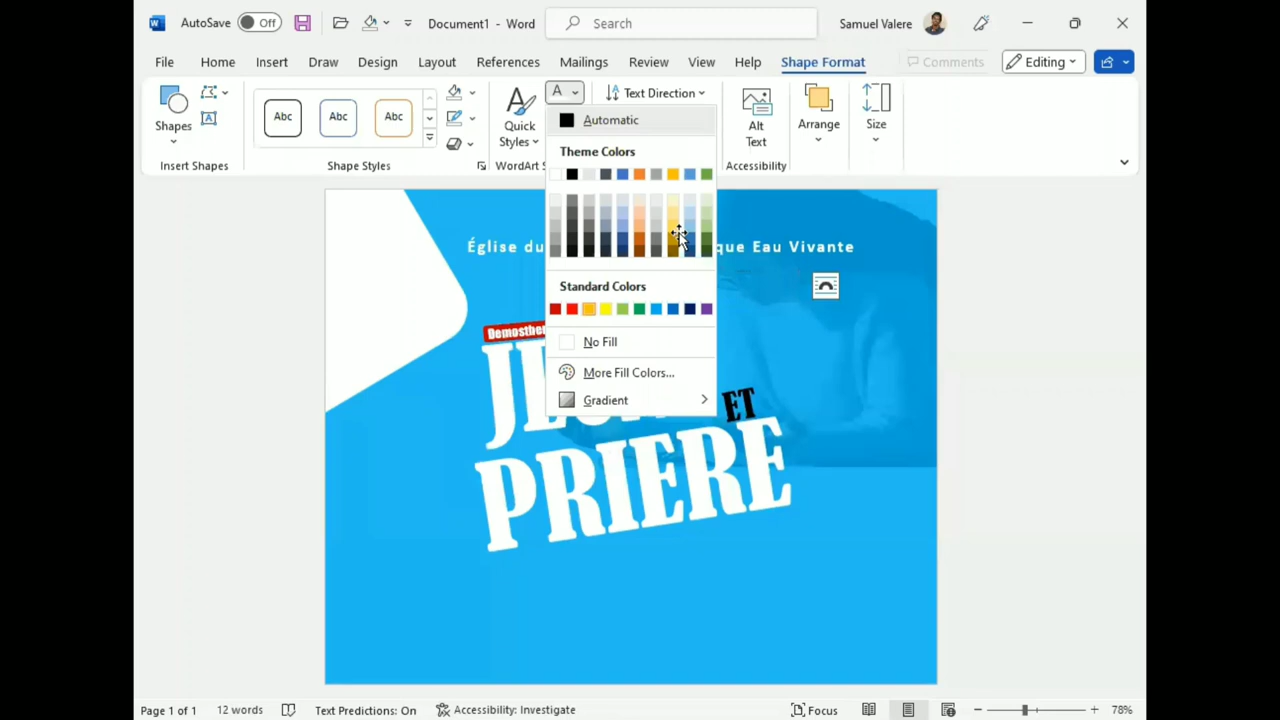 AutoSave Off Document1 - Word Search Samuel Valere
File Home Insert Draw Design Layout References Mailings Review View Help Shape Format Comments Editing
Abc Abc Abc A Text Direction
Shapes Quick Styles Alt Text Arrange Size
Insert Shapes Shape Styles WordArt S Accessibility
Automatic
Theme Colors
Standard Colors
No Fill
More Fill Colors...
Gradient
Église du que Eau Vivante
ET
PRIERE
Page 1 of 1 12 words Text Predictions: On Accessibility: Investigate Focus 78%